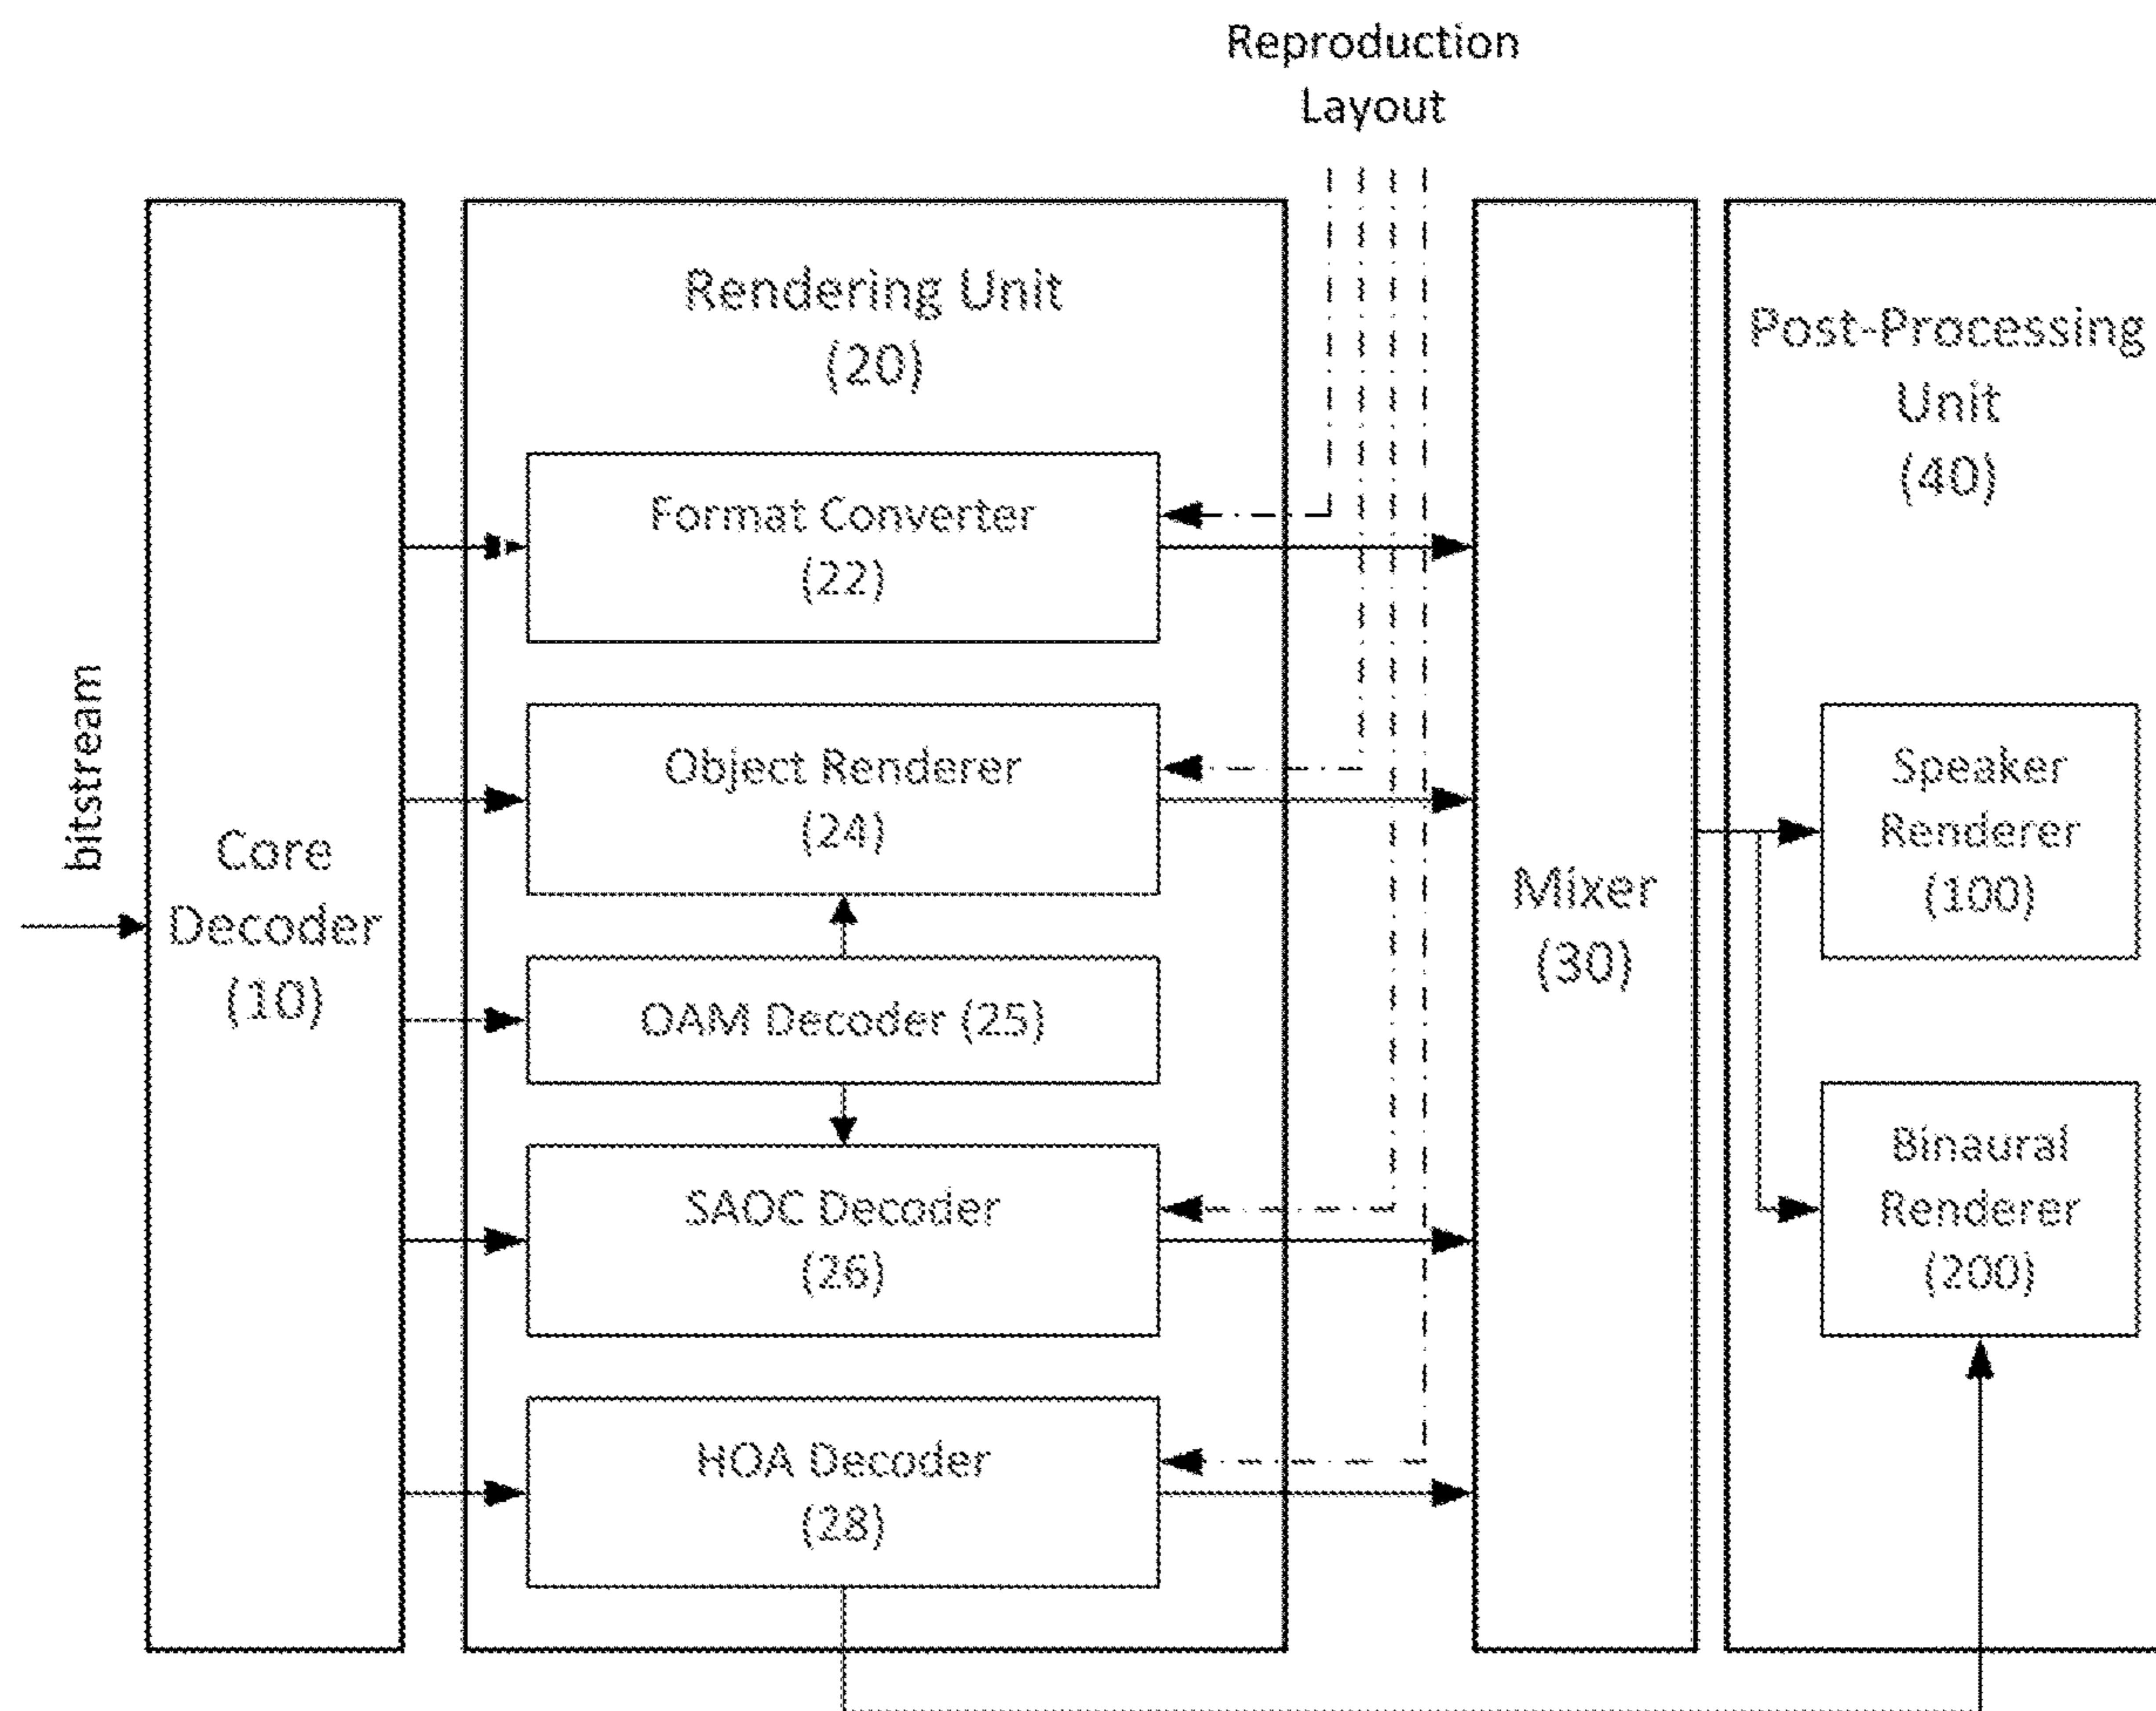 Reproduction
Layout
bitstream
Core
Decoder
(10)
Rendering Unit
(20)
Format Converter
(22)
Object Renderer
(24)
OAM Decoder (25)
SAOC Decoder
(26)
HOA Decoder
(28)
Mixer
(30)
Post-Processing
Unit
(40)
Speaker
Renderer
(100)
Binaural
Renderer
(200)